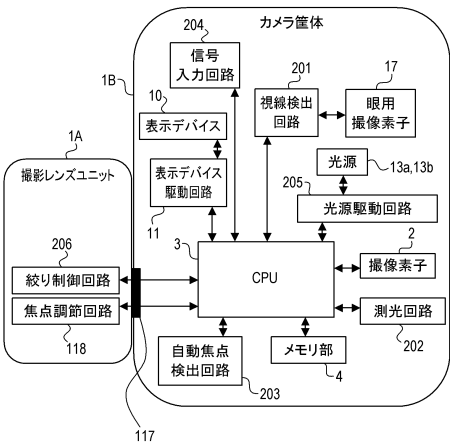 カメラ筐体
204
信号
入力回路
1B
10
表示デバイス
201
視線検出
回路
17
眼用
撮像素子
1A
撮影レンズユニット
表示デバイス
駆動回路
11
光源
13a,13b
205
光源駆動回路
206
絞り制御回路
焦点調節回路
118
3
CPU
2
撮像素子
測光回路
202
自動焦点
検出回路
203
メモリ部
4
117